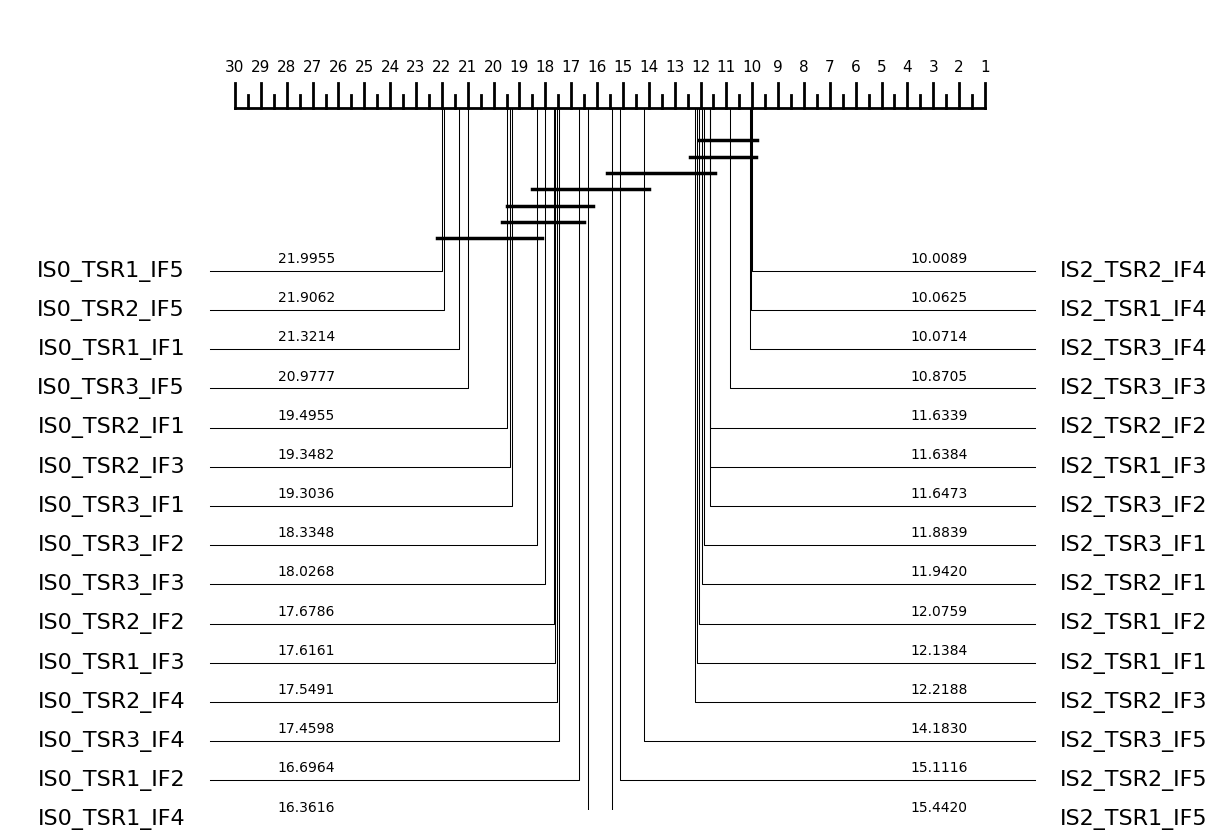 30 29 28 27 26 25 24 23 22 21 20 19 18 17 16 15 14 13 12 11 10 9 8 7 6 5 4 3 2 1
IS0_TSR1_IF5 21.9955 10.0089 IS2_TSR2_IF4
IS0_TSR2_IF5 21.9062 10.0625 IS2_TSR1_IF4
IS0_TSR1_IF1 21.3214 10.0714 IS2_TSR3_IF4
IS0_TSR3_IF5 20.9777 10.8705 IS2_TSR3_IF3
IS0_TSR2_IF1 19.4955 11.6339 IS2_TSR2_IF2
IS0_TSR2_IF3 19.3482 11.6384 IS2_TSR1_IF3
IS0_TSR3_IF1 19.3036 11.6473 IS2_TSR3_IF2
IS0_TSR3_IF2 18.3348 11.8839 IS2_TSR3_IF1
IS0_TSR3_IF3 18.0268 11.9420 IS2_TSR2_IF1
IS0_TSR2_IF2 17.6786 12.0759 IS2_TSR1_IF2
IS0_TSR1_IF3 17.6161 12.1384 IS2_TSR1_IF1
IS0_TSR2_IF4 17.5491 12.2188 IS2_TSR2_IF3
IS0_TSR3_IF4 17.4598 14.1830 IS2_TSR3_IF5
IS0_TSR1_IF2 16.6964 15.1116 IS2_TSR2_IF5
IS0_TSR1_IF4 16.3616 15.4420 IS2_TSR1_IF5